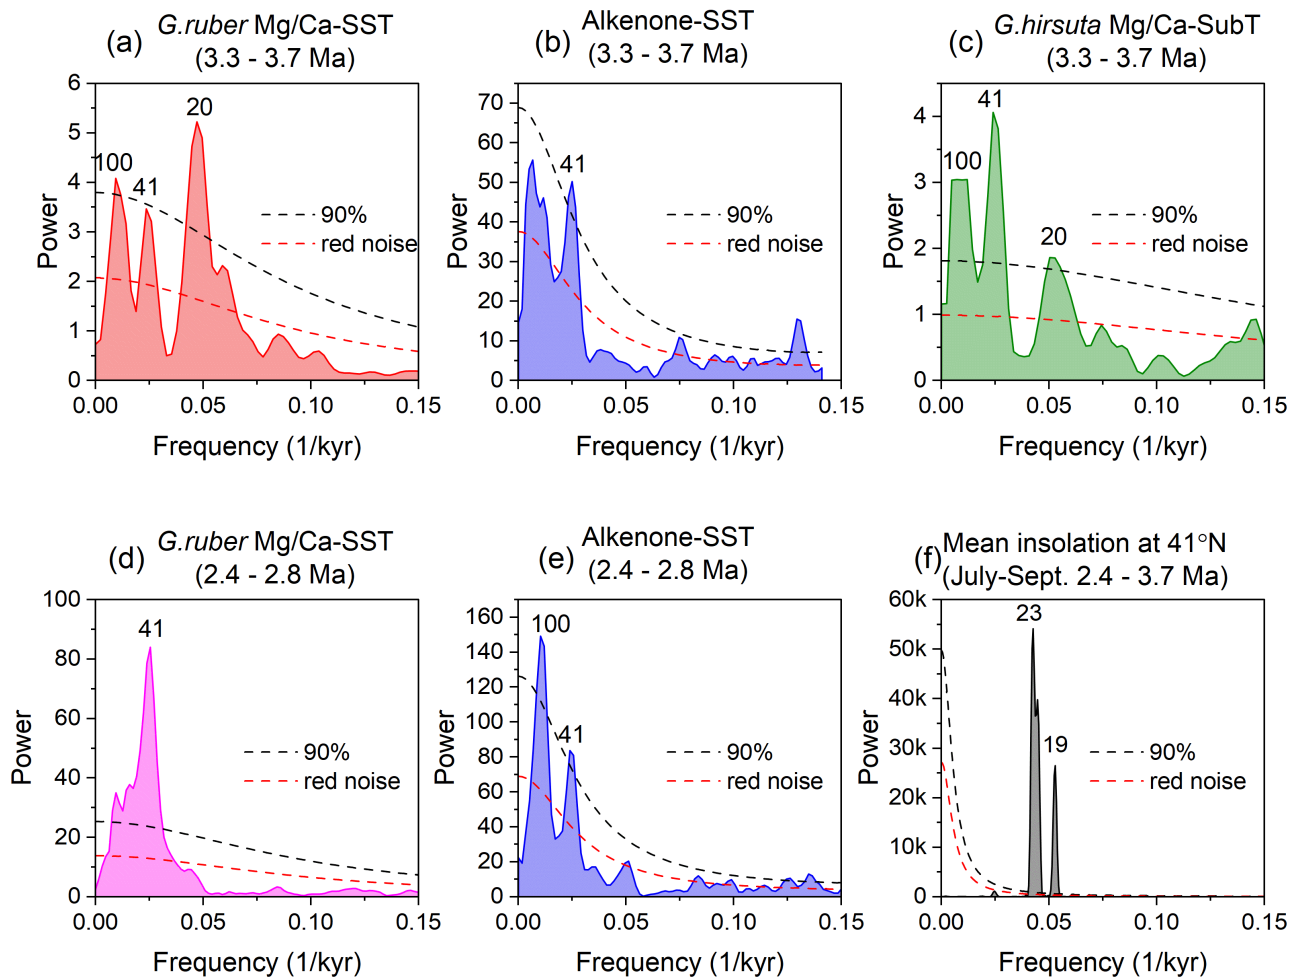 (a)
G.ruber Mg/Ca-SST
(3.3 - 3.7 Ma)
6
5
4
3
2
1
0
Power
100
41
20
90%
red noise
0.00
0.05
0.10
0.15
Frequency (1/kyr)
(b)
Alkenone-SST
(3.3 - 3.7 Ma)
70
60
50
40
30
20
10
0
Power
41
90%
red noise
0.00
0.05
0.10
0.15
Frequency (1/kyr)
(c)
G.hirsuta Mg/Ca-SubT
(3.3 - 3.7 Ma)
4
3
2
1
0
Power
100
41
20
90%
red noise
0.00
0.05
0.10
0.15
Frequency (1/kyr)
(d)
G.ruber Mg/Ca-SST
(2.4 - 2.8 Ma)
100
80
60
40
20
0
Power
41
90%
red noise
0.00
0.05
0.10
0.15
Frequency (1/kyr)
(e)
Alkenone-SST
(2.4 - 2.8 Ma)
160
140
120
100
80
60
40
20
0
Power
100
41
90%
red noise
0.00
0.05
0.10
0.15
Frequency (1/kyr)
(f)
Mean insolation at 41°N
(July-Sept. 2.4 - 3.7 Ma)
60k
50k
40k
30k
20k
10k
0
Power
23
19
90%
red noise
0.00
0.05
0.10
0.15
Frequency (1/kyr)